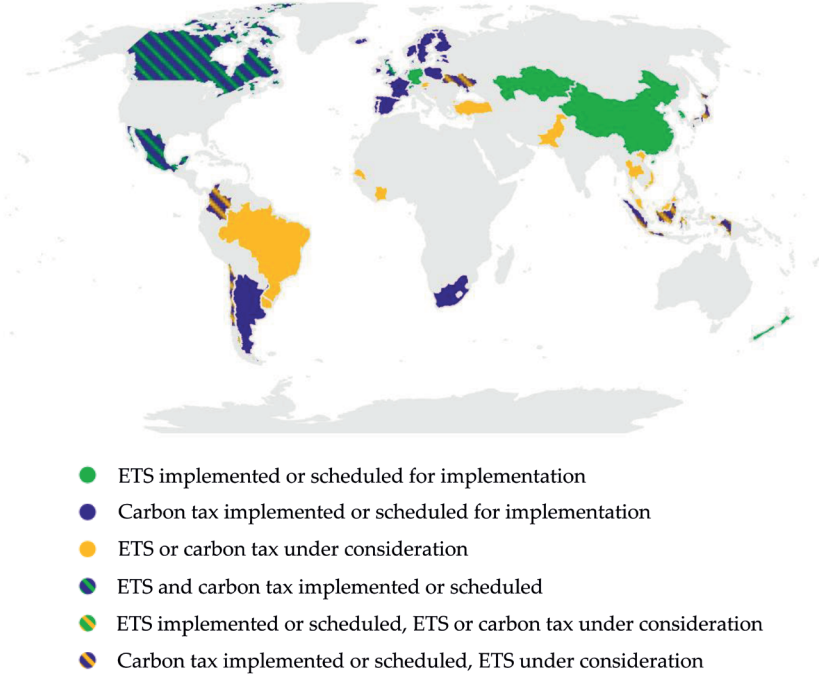 ETS implemented or scheduled for implementation
Carbon tax implemented or scheduled for implementation
ETS or carbon tax under consideration
ETS and carbon tax implemented or scheduled
ETS implemented or scheduled, ETS or carbon tax under consideration
Carbon tax implemented or scheduled, ETS under consideration